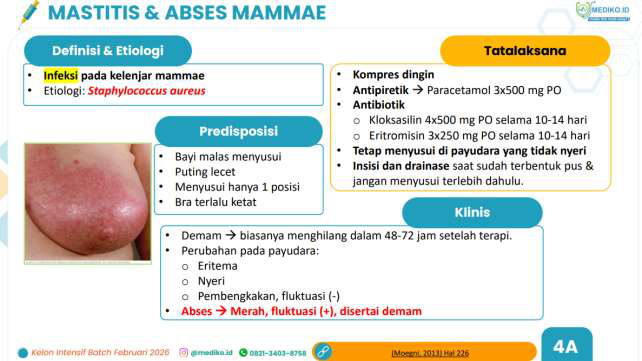 MASTITIS & ABSES MAMMAE
MEDIKO.ID
Definisi & Etiologi
• Infeksi pada kelenjar mammae
• Etiologi: Staphylococcus aureus
Predisposisi
• Bayi malas menyusui
• Puting lecet
• Menyusui hanya 1 posisi
• Bra terlalu ketat
Tatalaksana
• Kompres dingin
• Antipiretik → Paracetamol 3x500 mg PO
• Antibiotik
o Kloksasilin 4x500 mg PO selama 10-14 hari
o Eritromisin 3x250 mg PO selama 10-14 hari
• Tetap menyusui di payudara yang tidak nyeri
• Insisi dan drainase saat sudah terbentuk pus &
jangan menyusui terlebih dahulu.
Klinis
• Demam → biasanya menghilang dalam 48-72 jam setelah terapi.
• Perubahan pada payudara:
o Eritema
o Nyeri
o Pembengkakan, fluktuasi (-)
• Abses → Merah, fluktuasi (+), disertai demam
4A
Kelon Intensif Batch Februari 2026
@mediko.id
0821-3403-8758
(Moegni, 2013) Hal 226